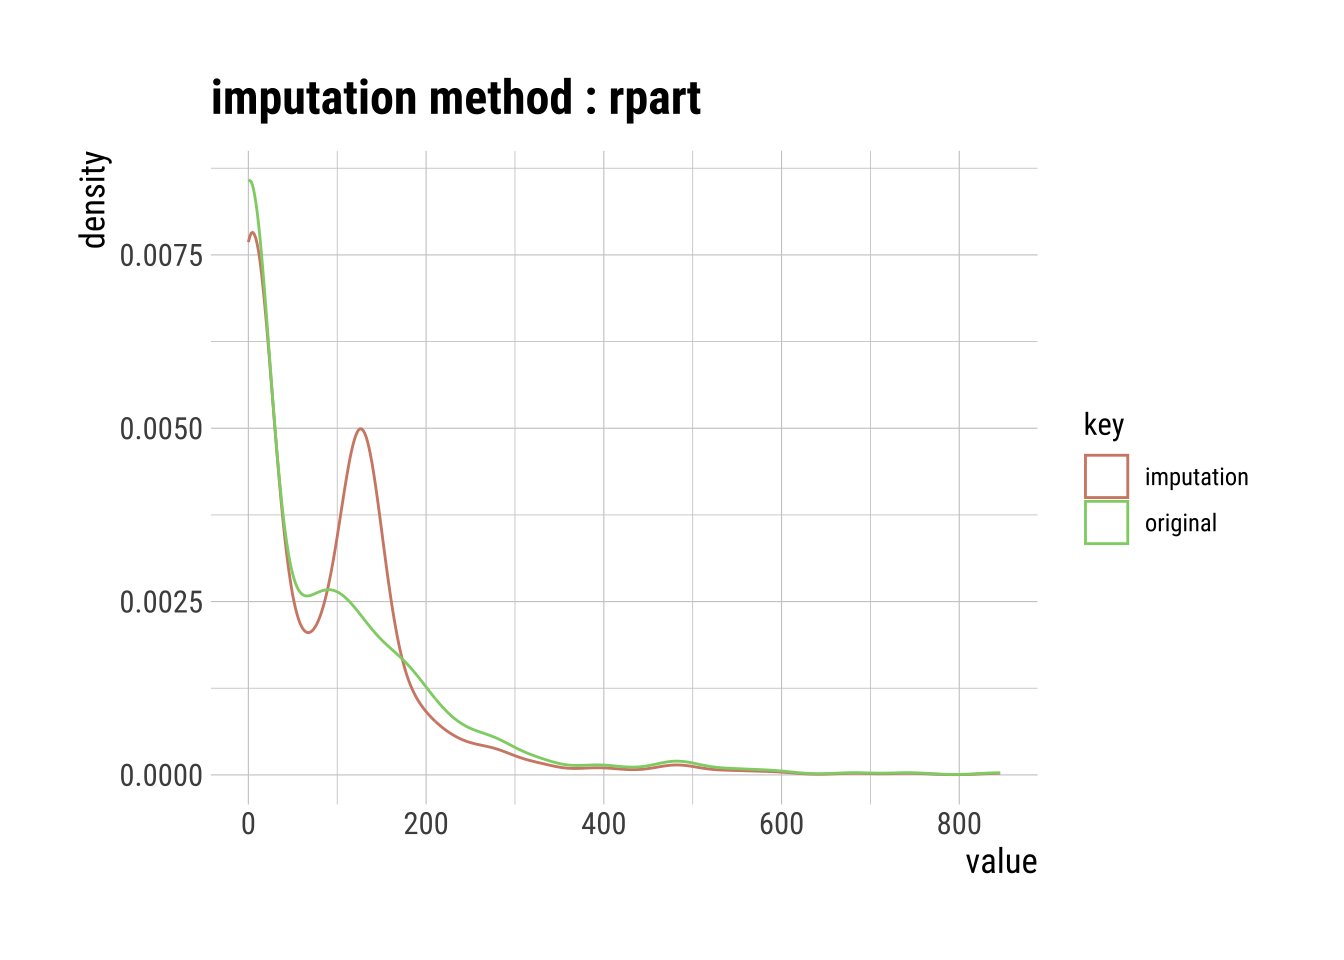 imputation method : rpart
density
0.0075
0.0050
0.0025
0.0000
0 200 400 600 800
value
key
imputation
original